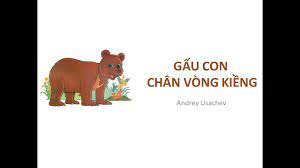 GẤU CON
CHÂN VÒNG KIỀNG
Andrey Usachev